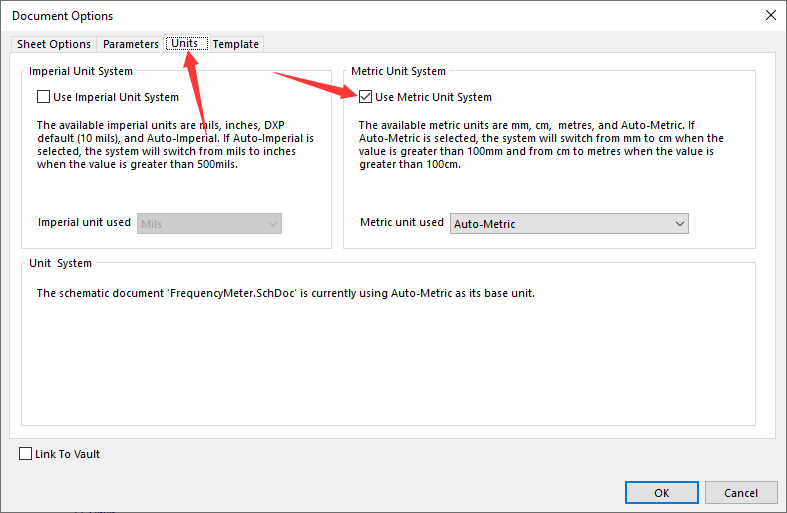 Document Options
Sheet Options Parameters Units Template
Imperial Unit System
Use Imperial Unit System
The available imperial units are mils, inches, DXP
default (10 mils), and Auto-Imperial. If Auto-Imperial is
selected, the system will switch from mils to inches
when the value is greater than 500mils.
Imperial unit used Mils
Metric Unit System
Use Metric Unit System
The available metric units are mm, cm, metres, and Auto-Metric. If
Auto-Metric is selected, the system will switch from mm to cm when the
value is greater than 100mm and from cm to metres when the value is
greater than 100cm.
Metric unit used Auto-Metric
Unit System
The schematic document 'FrequencyMeter.SchDoc' is currently using Auto-Metric as its base unit.
Link To Vault
OK Cancel